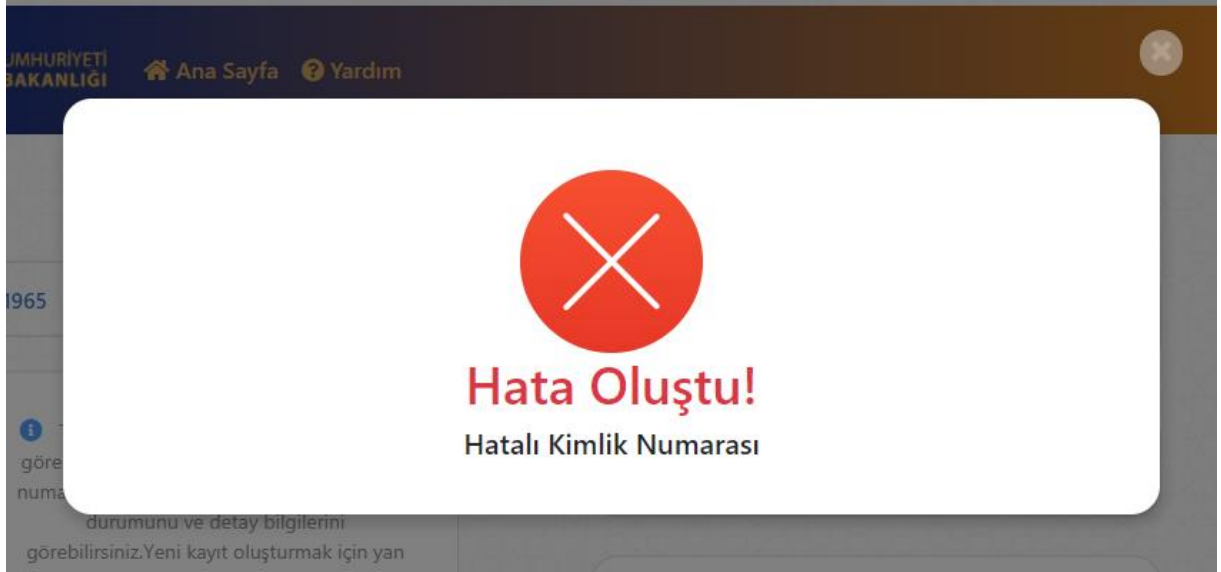 UMHURİYETİ
BAKANLIĞI
Ana Sayfa
Yardım
1965
Hata Oluştu!
Hatalı Kimlik Numarası
göre
numa
durumunu ve detay bilgilerini
görebilirsiniz.Yeni kayıt oluşturmak için yan